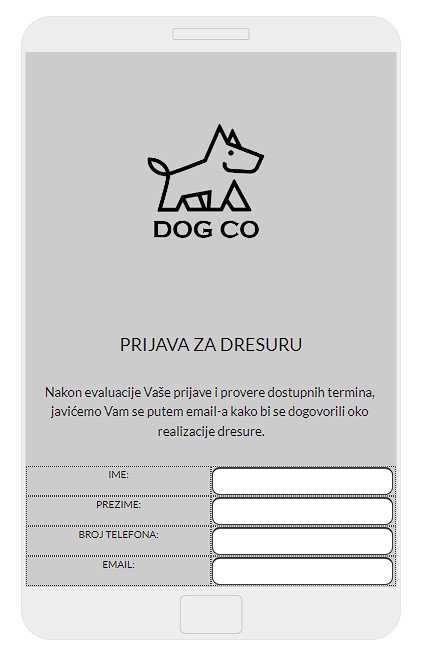 DOG CO
PRIJAVA ZA DRESURU
Nakon evaluacije Vaše prijave i provere dostupnih termina,
javićemo Vam se putem email-a kako bi se dogovorili oko
realizacije dresure.
IME:
PREZIME:
BROJ TELEFONA:
EMAIL: